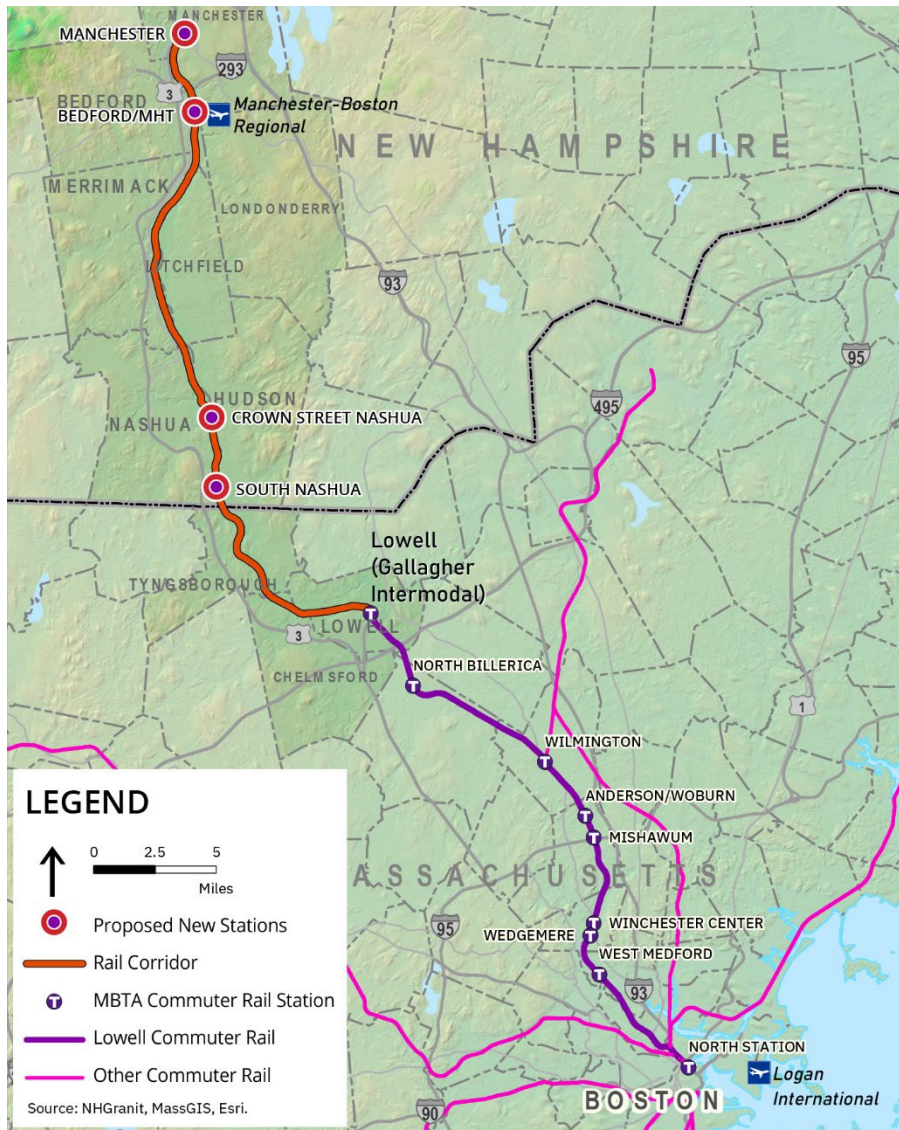 MANCHESTER
MANCHESTER
293
3
BEDFORD
BEDFORD/MHT
Manchester-Boston
Regional
NEW HAMPSHIRE
MERRIMACK
LONDONDERRY
LITCHFIELD
93
95
HUDSON
495
NASHUA
CROWN STREET NASHUA
SOUTH NASHUA
Lowell
(Gallagher
Intermodal)
TYNGSBOROUGH
3
LOWELL
T
NORTH BILLERICA
CHELMSFORD
T
1
WILMINGTON
T
ANDERSON/WOBURN
T
MISHAWUM
T
ASSACHUSETTS
WINCHESTER CENTER
T
WEDGEMERE
T
95
WEST MEDFORD
T
93
NORTH STATION
T
Logan
International
BOSTON
90
LEGEND
0 2.5 5
Miles
Proposed New Stations
Rail Corridor
T MBTA Commuter Rail Station
Lowell Commuter Rail
Other Commuter Rail
Source: NHGranit, MassGIS, Esri.